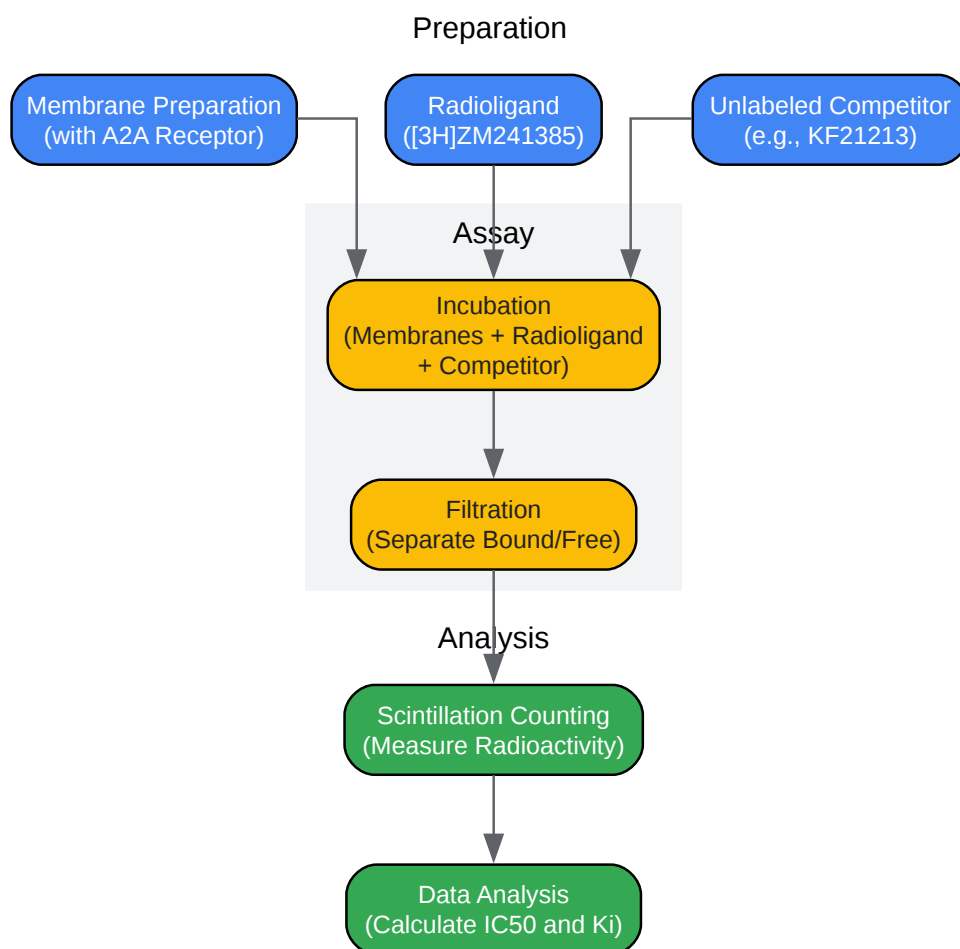 Preparation
Membrane Preparation
(with A2A Receptor)
Radioligand
([3H]ZM241385)
Unlabeled Competitor
(e.g., KF21213)
Assay
Incubation
(Membranes + Radioligand
+ Competitor)
Filtration
(Separate Bound/Free)
Analysis
Scintillation Counting
(Measure Radioactivity)
Data Analysis
(Calculate IC50 and Ki)